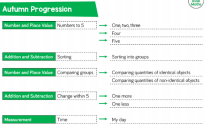 Autumn Progression
Number and Place Value Numbers to 5 One, two three
Four
Five
Addition and Subtraction Sorting Sorting into groups
Number and Place Value Comparing groups Comparing quantities of identical objects
Comparing quantities of non-identical objects
Addition and Subtraction Change within 5 One more
One less
Measurement Time My day